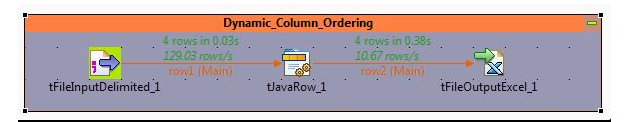 Dynamic_Column_Ordering
4 rows in 0.03s
4 rows in 0.38s
129.03 rows/s
10.67 rows/s
row1 (Main)
row2 (Main)
tFileInputDelimited_1
tJavaRow_1
tFileOutputExcel_1